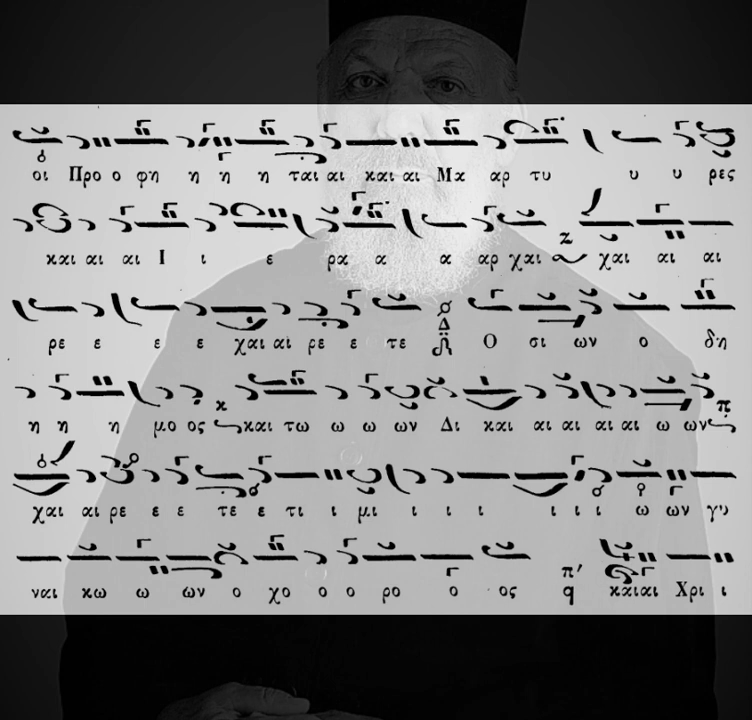 οι Προ ο φη η η η ται αι και αι Μα αρ τυ υ υ ρες
και αι αι Ι ι ε ρα α α αρ χαι χαι αι αι
ρε ε ε ε χαι αί ρε ε τε Ο σι ων ο δη
η η η μο ος και τω ω ω ων Δι και αι αι αι αι ω ων
χαι αι ρε ε ε τε ε τι ι μι ι ι ι ι ι ι ω ων γυ
ναι κω ω ων ο χο ο ο ρο ο ος και αι Χρι ι